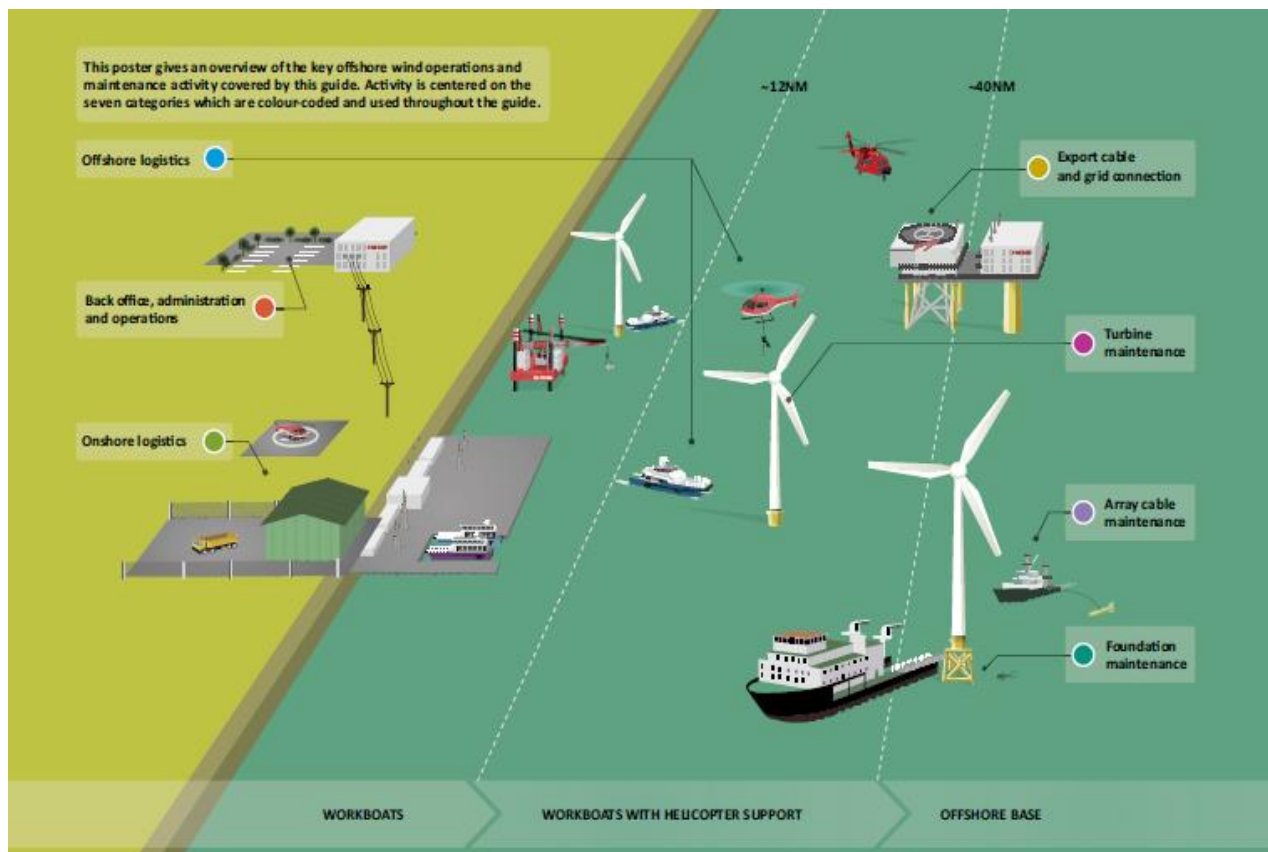 This poster gives an overview of the key offshore wind operations and
maintenance activity covered by this guide. Activity is centered on the
seven categories which are colour-coded and used throughout the guide.
~12NM
~40NM
Offshore logistics
Export cable
and grid connection
Back office, administration
and operations
Turbine
maintenance
Onshore logistics
Array cable
maintenance
Foundation
maintenance
WORKBOATS
WORKBOATS WITH HELICOPTER SUPPORT
OFFSHORE BASE